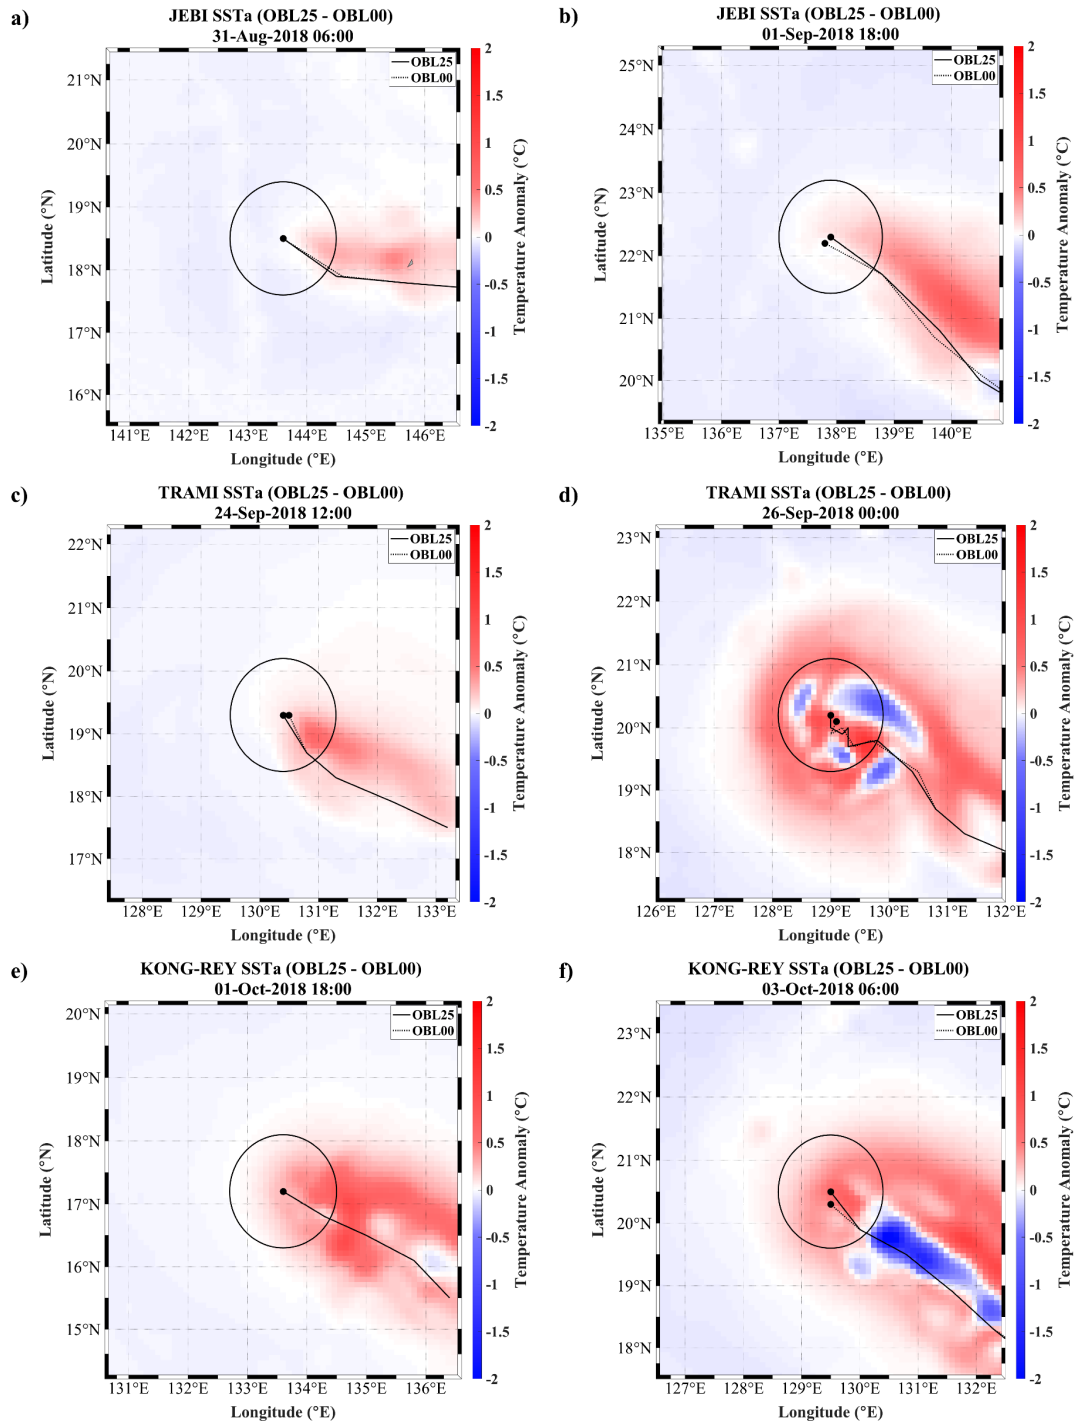 a)
JEBI SSTa (OBL25 - OBL00)
31-Aug-2018 06:00
OBL25
OBL00
21°N
20°N
19°N
18°N
17°N
16°N
Latitude (°N)
141°E 142°E 143°E 144°E 145°E 146°E
Longitude (°E)
2
1.5
1
0.5
0
-0.5
-1
-1.5
-2
Temperature Anomaly (°C)
b)
JEBI SSTa (OBL25 - OBL00)
01-Sep-2018 18:00
OBL25
OBL00
25°N
24°N
23°N
22°N
21°N
20°N
Latitude (°N)
135°E 136°E 137°E 138°E 139°E 140°E
Longitude (°E)
2
1.5
1
0.5
0
-0.5
-1
-1.5
-2
Temperature Anomaly (°C)
c)
TRAMI SSTa (OBL25 - OBL00)
24-Sep-2018 12:00
OBL25
OBL00
22°N
21°N
20°N
19°N
18°N
17°N
Latitude (°N)
128°E 129°E 130°E 131°E 132°E 133°E
Longitude (°E)
2
1.5
1
0.5
0
-0.5
-1
-1.5
-2
Temperature Anomaly (°C)
d)
TRAMI SSTa (OBL25 - OBL00)
26-Sep-2018 00:00
OBL25
OBL00
23°N
22°N
21°N
20°N
19°N
18°N
Latitude (°N)
126°E 127°E 128°E 129°E 130°E 131°E 132°E
Longitude (°E)
2
1.5
1
0.5
0
-0.5
-1
-1.5
-2
Temperature Anomaly (°C)
e)
KONG-REY SSTa (OBL25 - OBL00)
01-Oct-2018 18:00
OBL25
OBL00
20°N
19°N
18°N
17°N
16°N
15°N
Latitude (°N)
131°E 132°E 133°E 134°E 135°E 136°E
Longitude (°E)
2
1.5
1
0.5
0
-0.5
-1
-1.5
-2
Temperature Anomaly (°C)
f)
KONG-REY SSTa (OBL25 - OBL00)
03-Oct-2018 06:00
OBL25
OBL00
23°N
22°N
21°N
20°N
19°N
18°N
Latitude (°N)
127°E 128°E 129°E 130°E 131°E 132°E
Longitude (°E)
2
1.5
1
0.5
0
-0.5
-1
-1.5
-2
Temperature Anomaly (°C)